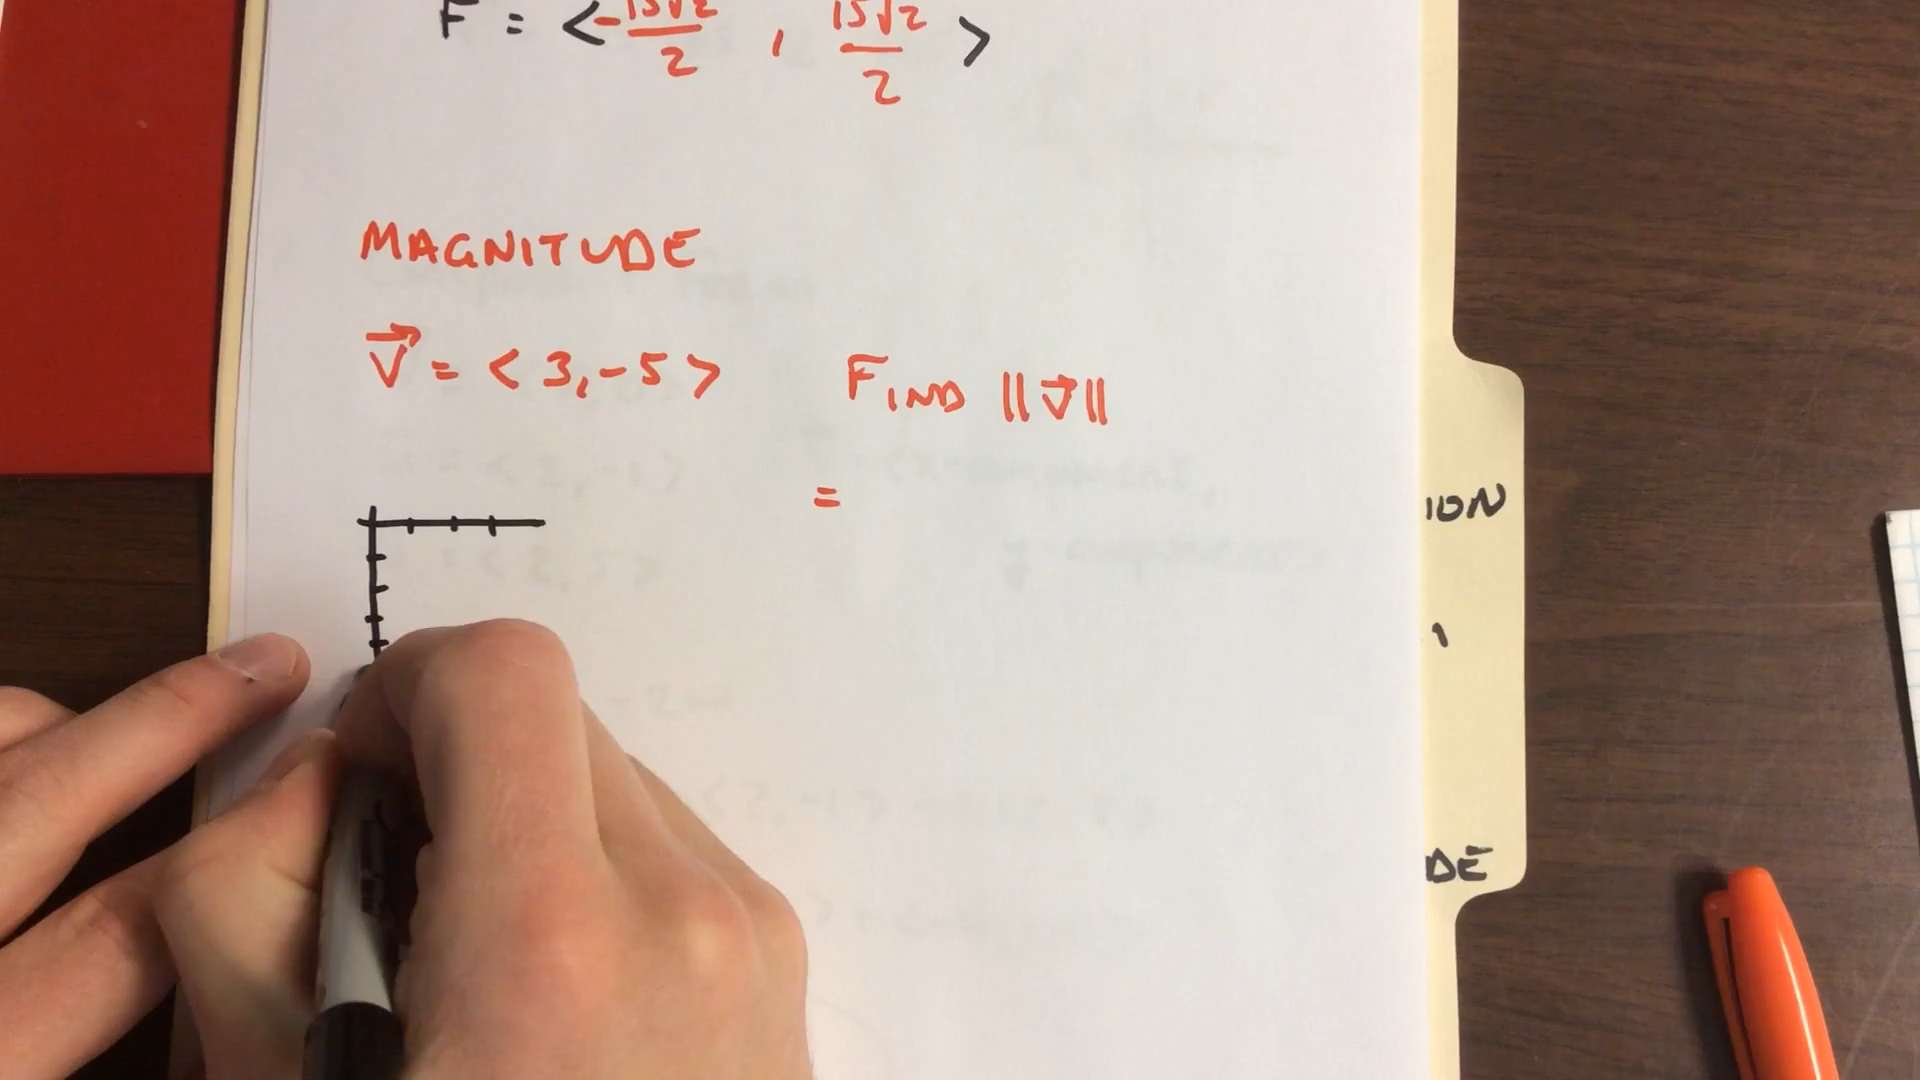 F = <-15√2/2 , 15√2/2 >
MAGNITUDE
V = < 3, -5 > FIND ||V||
=
ION
DE